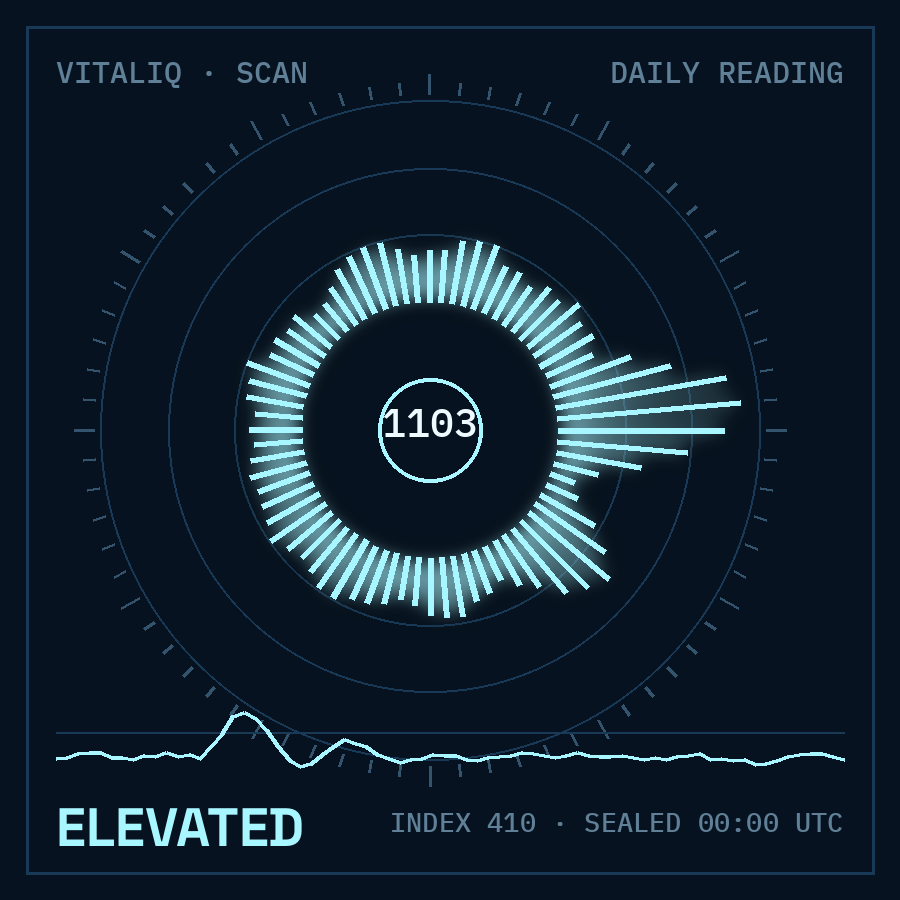 VITALIQ · SCAN
DAILY READING
1103
ELEVATED
INDEX 410 · SEALED 00:00 UTC